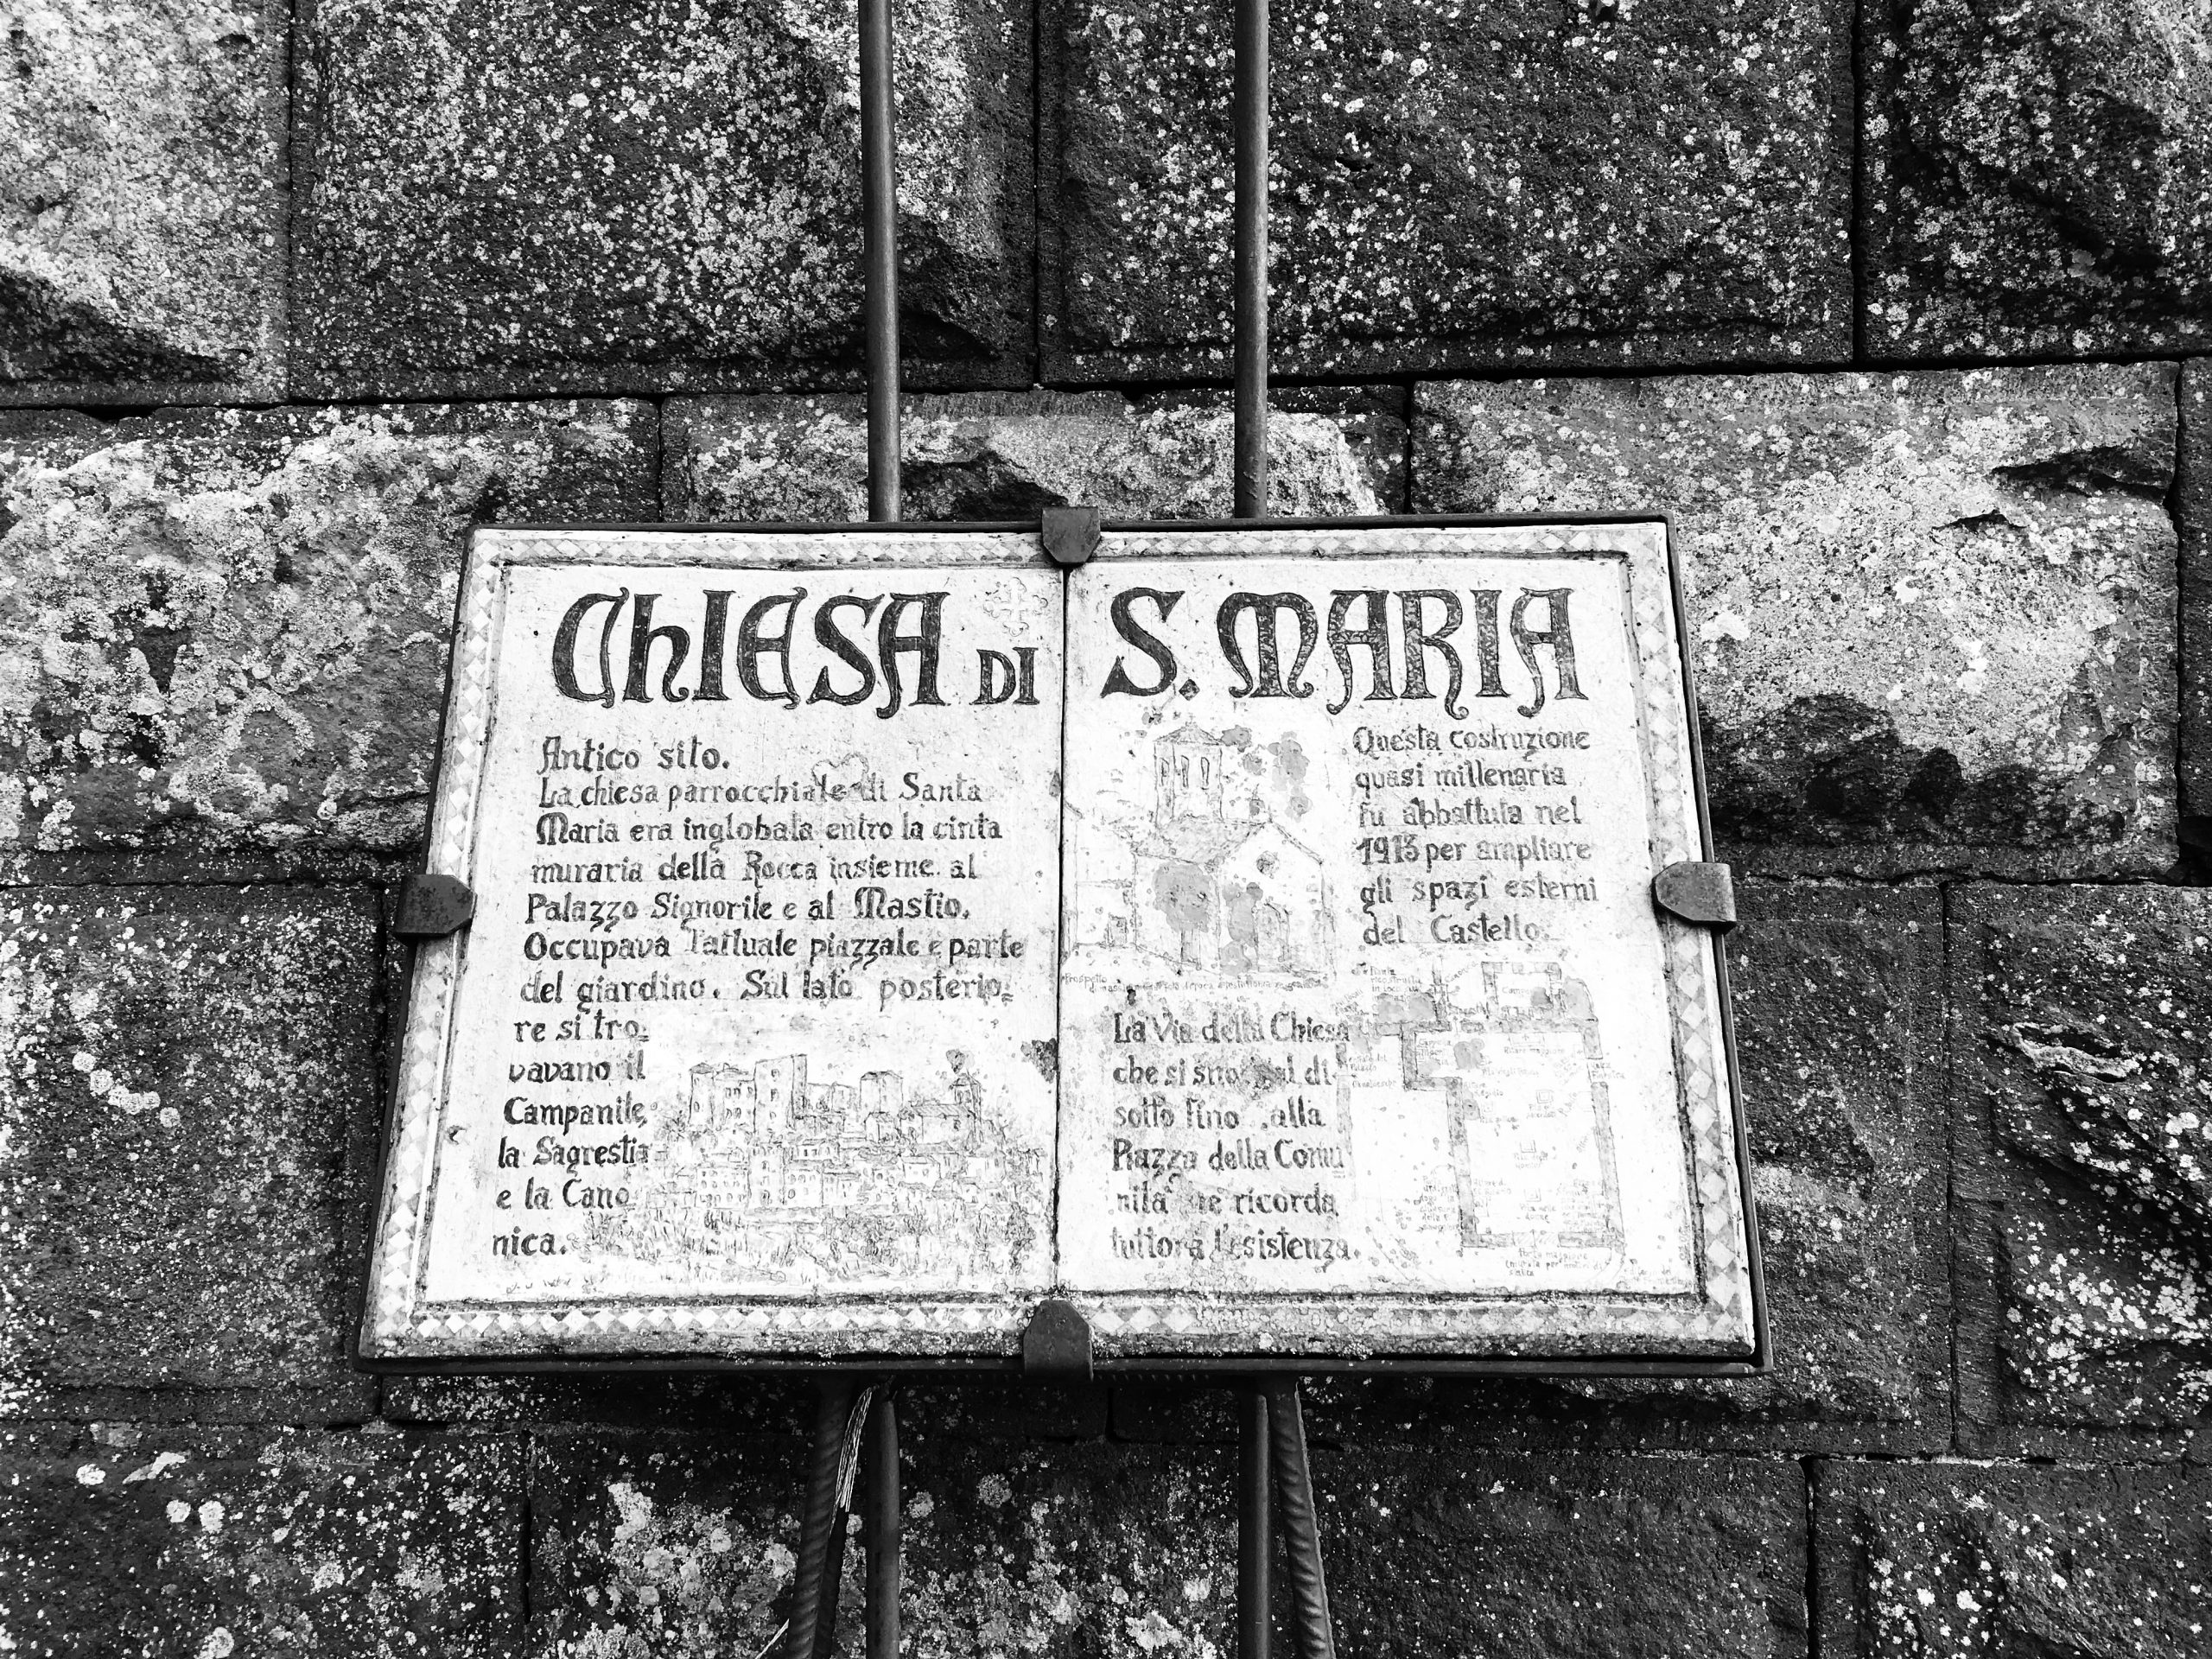 ChIESA DI S. MARIA
Antico sito.
La chiesa parrocchiale di Santa
Maria era inglobata entro la cinta
muraria della Rocca insieme al
Palazzo Signorile e al Mastio.
Occupava l'attuale piazzale e parte
del giardino. Sul lato posterio=
re si tro=
vavano il
Campanile,
la Sagrestia
e la Cano
nica.
Questa costruzione
quasi millenaria
fu abbattuta nel
1913 per ampliare
gli spazi esterni
del Castello.
La Via della Chiesa
che si al di
sotto fino alla
Piazza della Comu
nità ne ricorda
tuttora l'esistenza.